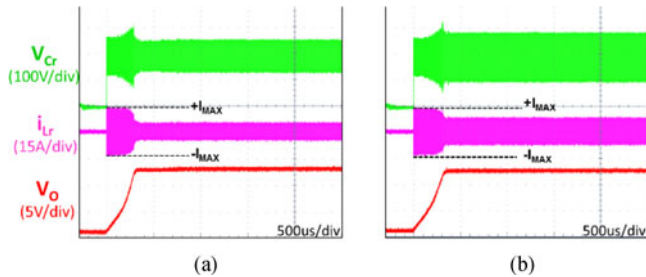 V_Cr
(100V/div)
+I_MAX
i_Lr
(15A/div)
-I_MAX
V_O
(5V/div)
500us/div
(a)
+I_MAX
-I_MAX
500us/div
(b)